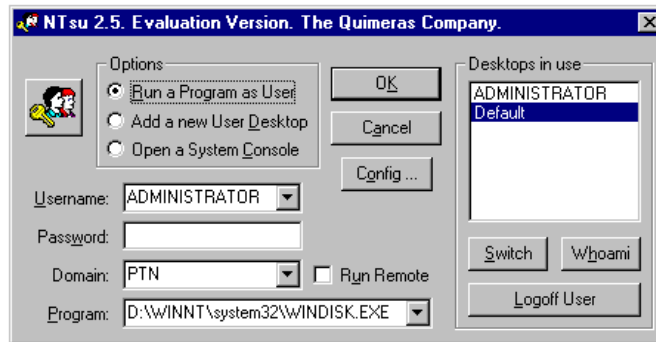 NTsu 2.5. Evaluation Version. The Quimeras Company.
Options
Run a Program as User
Add a new User Desktop
Open a System Console
OK
Cancel
Config ...
Desktops in use
ADMINISTRATOR
Default
Username: ADMINISTRATOR
Password:
Domain: PTN
Run Remote
Program: D:\WINNT\system32\WINDISK.EXE
Switch
Whoami
Logoff User